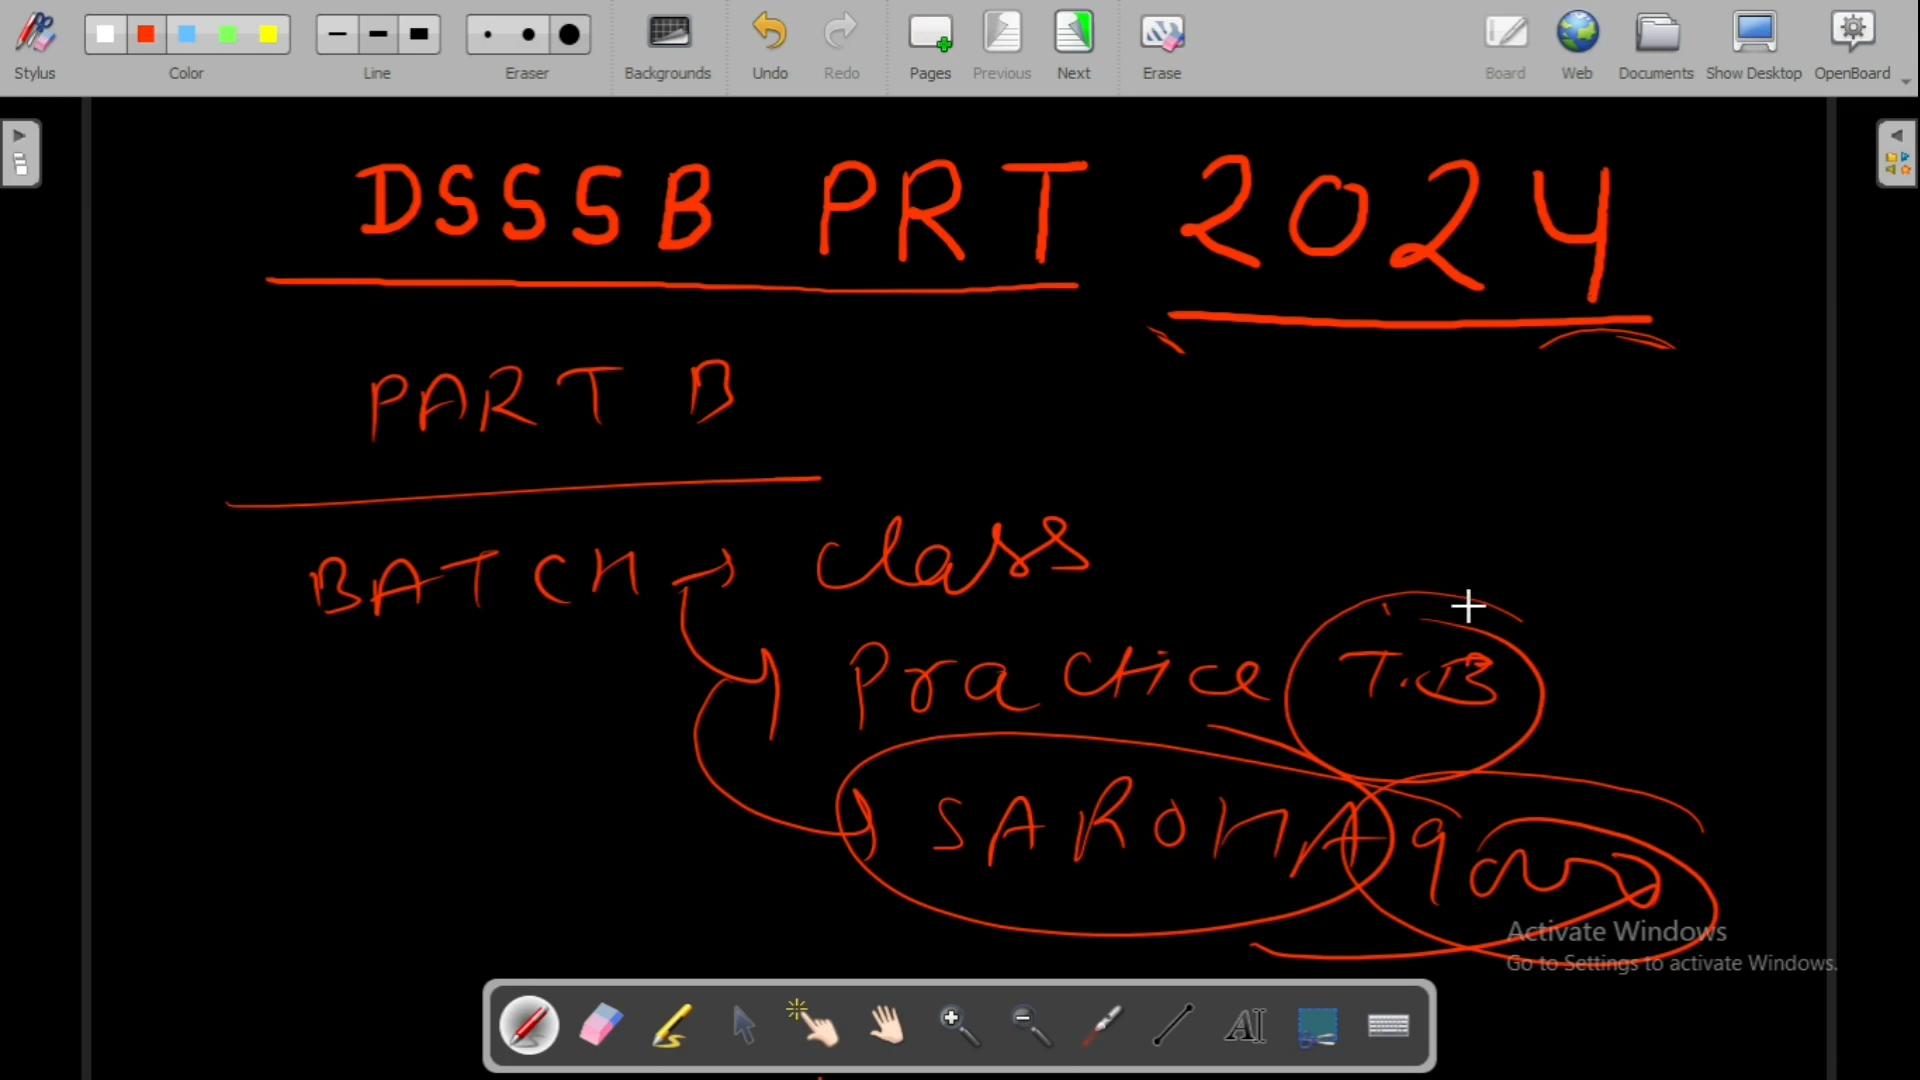 Stylus Color Line Eraser Backgrounds Undo Redo Pages Previous Next Erase Board Web Documents Show Desktop OpenBoard
DSSSB PRT 2024
PART B
BATCH → class
Practice T.B
SAROHA
Activate Windows
Go to Settings to activate Windows.